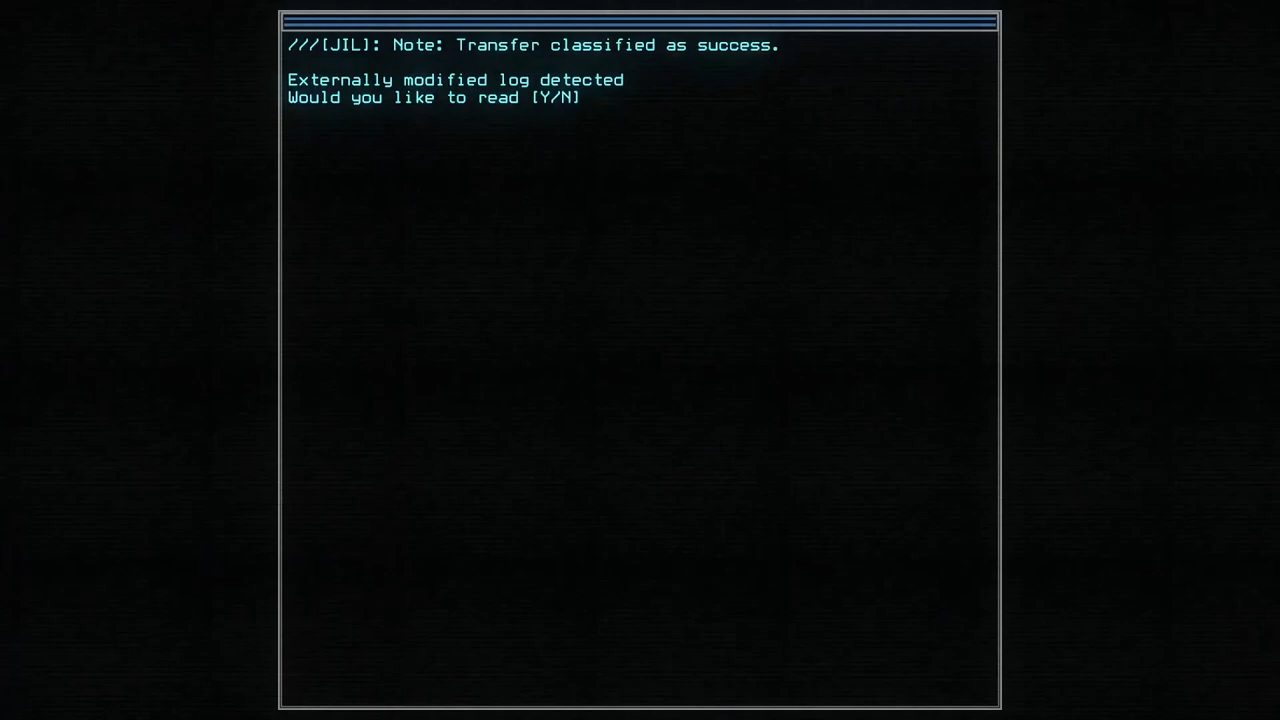 ///[JIL]: Note: Transfer classified as success.
Externally modified log detected
Would you like to read [Y/N]